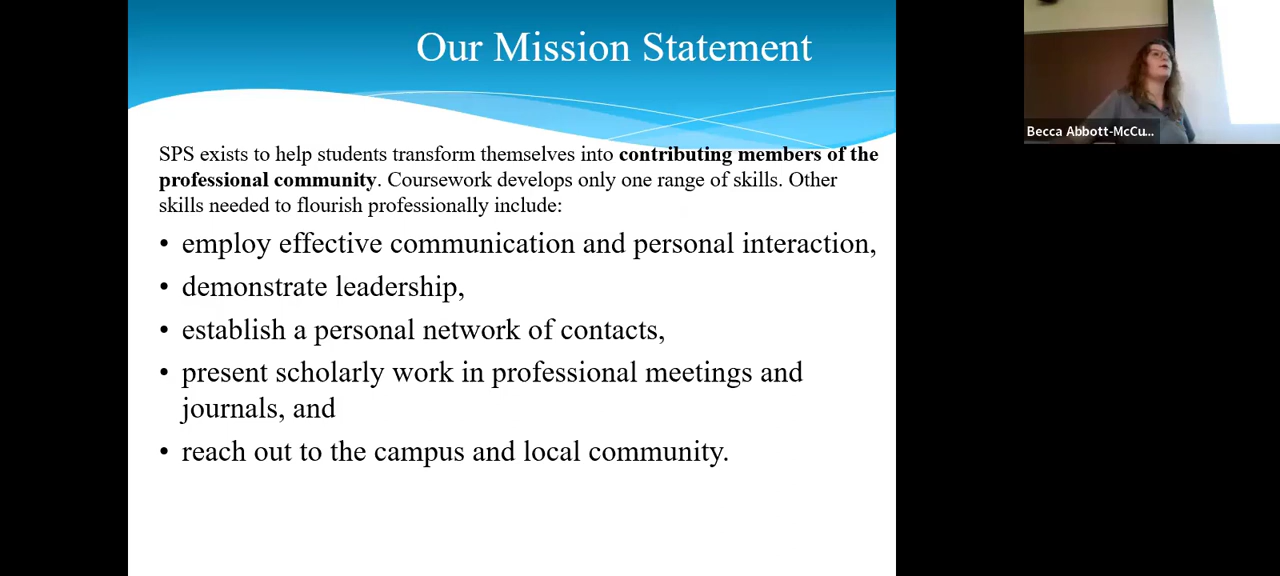 Our Mission Statement
SPS exists to help students transform themselves into contributing members of the
professional community. Coursework develops only one range of skills. Other
skills needed to flourish professionally include:
• employ effective communication and personal interaction,
• demonstrate leadership,
• establish a personal network of contacts,
• present scholarly work in professional meetings and
journals, and
• reach out to the campus and local community.
Becca Abbott-McCu...